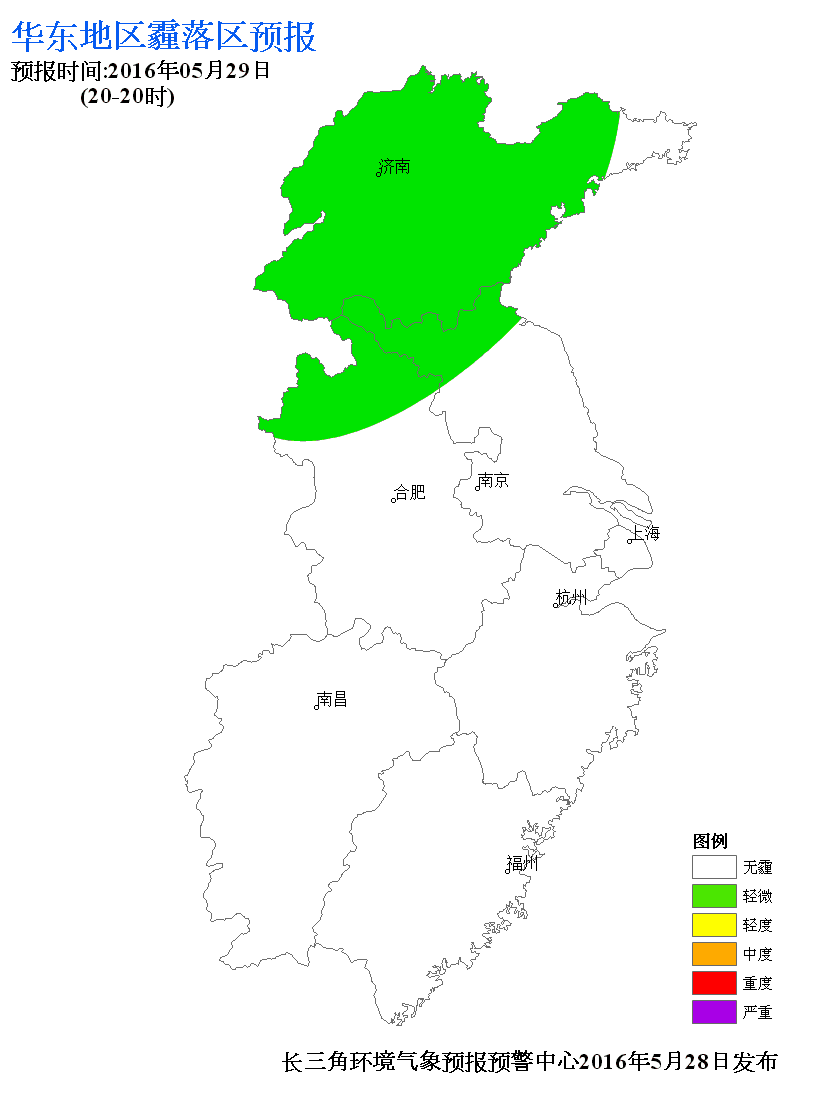 华东地区霾落区预报
预报时间:2016年05月29日
(20-20时)
济南
合肥
南京
上海
杭州
南昌
福州
图例
无霾
轻微
轻度
中度
重度
严重
长三角环境气象预报预警中心2016年5月28日发布